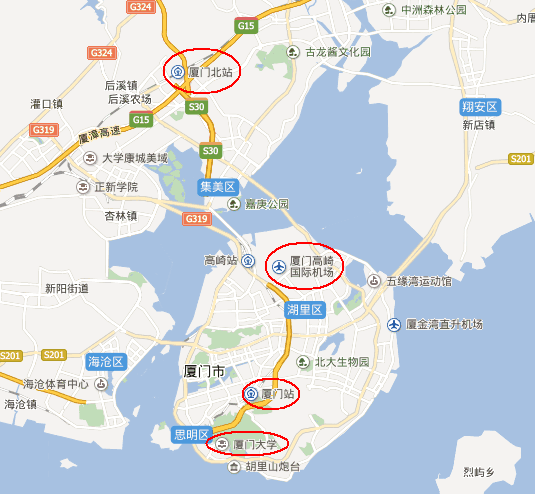 G324
中洲森林公园
内厝
G15
古龙酱文化园
G324
厦门北站
后溪镇
后溪农场
灌口镇
S30
翔安区
G15
新店镇
厦漳高速
G319
S30
S201
大学康城美域
正新学院
集美区
嘉庚公园
杏林镇
G319
高崎站
厦门高崎
国际机场
五缘湾运动馆
新阳街道
湖里区
厦金湾直升机场
S201
S201
海沧区
北大生物园
厦门市
海沧体育中心
厦门站
海沧镇
思明区
厦门大学
胡里山炮台
烈屿乡